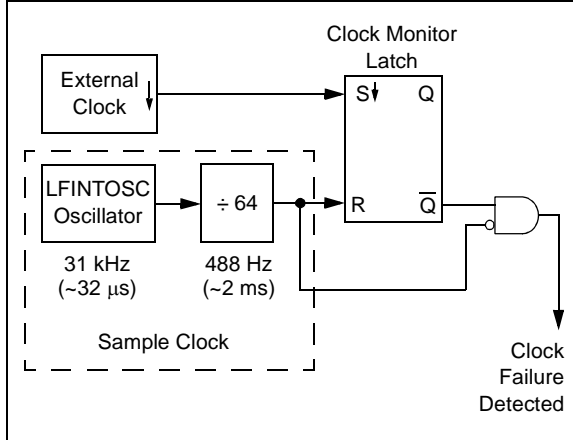 Clock Monitor
Latch
External
Clock
S
Q
LFINTOSC
Oscillator
÷ 64
R
Q̅
31 kHz
(~32 μs)
488 Hz
(~2 ms)
Sample Clock
Clock
Failure
Detected